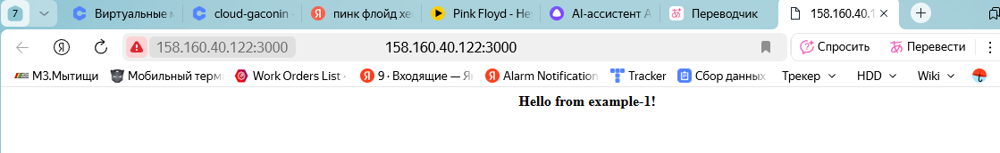 7 Виртуальные м cloud-gaconin - пинк флойд хе Pink Floyd - He AI-ассистент А Переводчик 158.160.40.1
158.160.40.122:3000 158.160.40.122:3000 Спросить Перевести
МЗ.Мытищи Мобильный терм Work Orders List - 9 · Входящие — Ян Alarm Notification Tracker Сбор данных Трекер HDD Wiki
Hello from example-1!